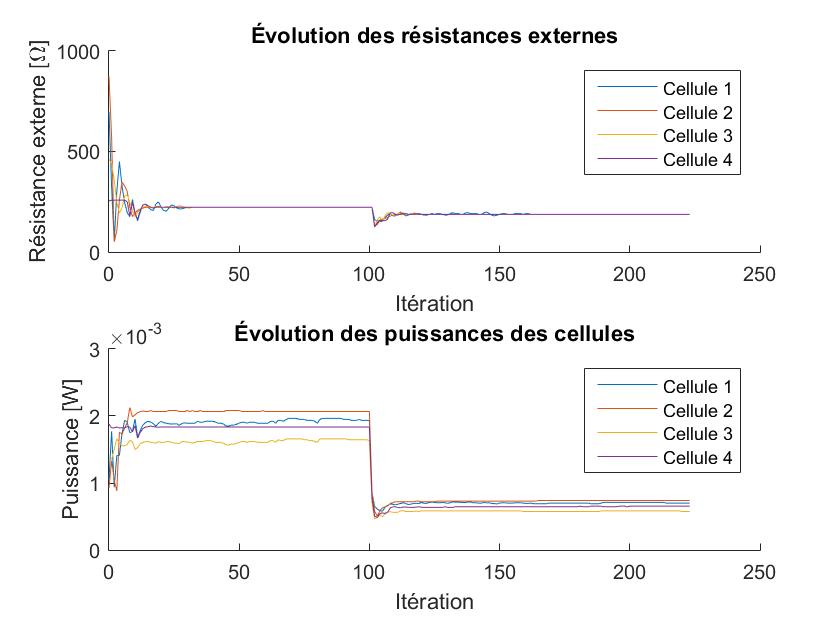 Évolution des résistances externes
Résistance externe [Ω]
1000
500
0
Cellule 1
Cellule 2
Cellule 3
Cellule 4
0 50 100 150 200 250
Itération
Évolution des puissances des cellules
×10⁻³
Puissance [W]
3
2
1
0
Cellule 1
Cellule 2
Cellule 3
Cellule 4
0 50 100 150 200 250
Itération